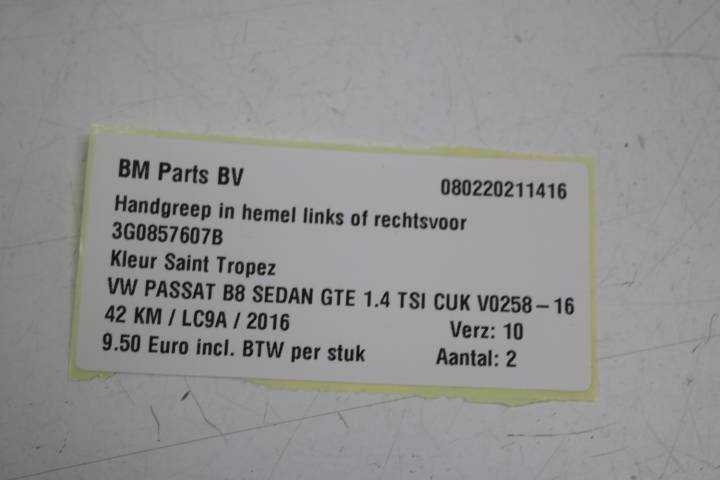 BM Parts BV 080220211416
Handgreep in hemel links of rechtsvoor
3G0857607B
Kleur Saint Tropez
VW PASSAT B8 SEDAN GTE 1.4 TSI CUK V0258-16
42 KM / LC9A / 2016 Verz: 10
9.50 Euro incl. BTW per stuk Aantal: 2